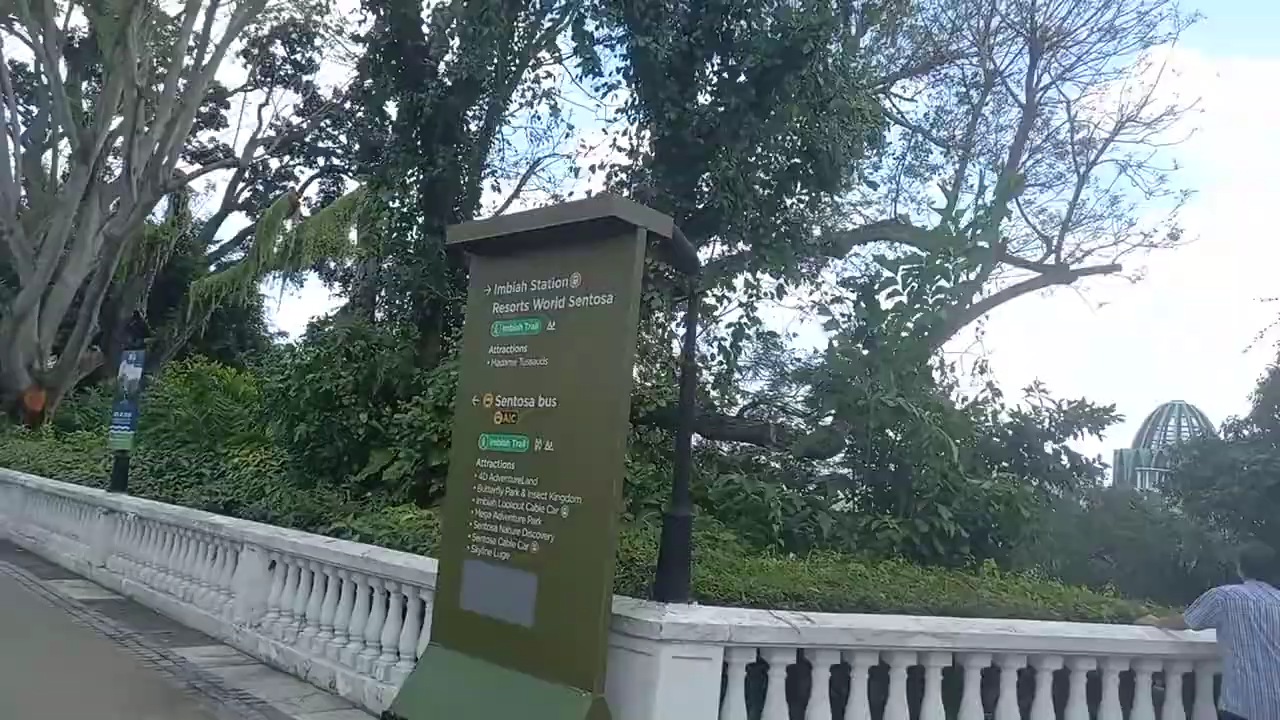 → Imbiah Station
Resorts World Sentosa
Imbiah Trail
Attractions
• Madame Tussauds
← Sentosa bus
A/C
Imbiah Trail
Attractions
• 4D AdventureLand
• Butterfly Park & Insect Kingdom
• Imbiah Lookout Cable Car
• Mega Adventure Park
• Sentosa Nature Discovery
• Sentosa Cable Car
• Skyline Luge